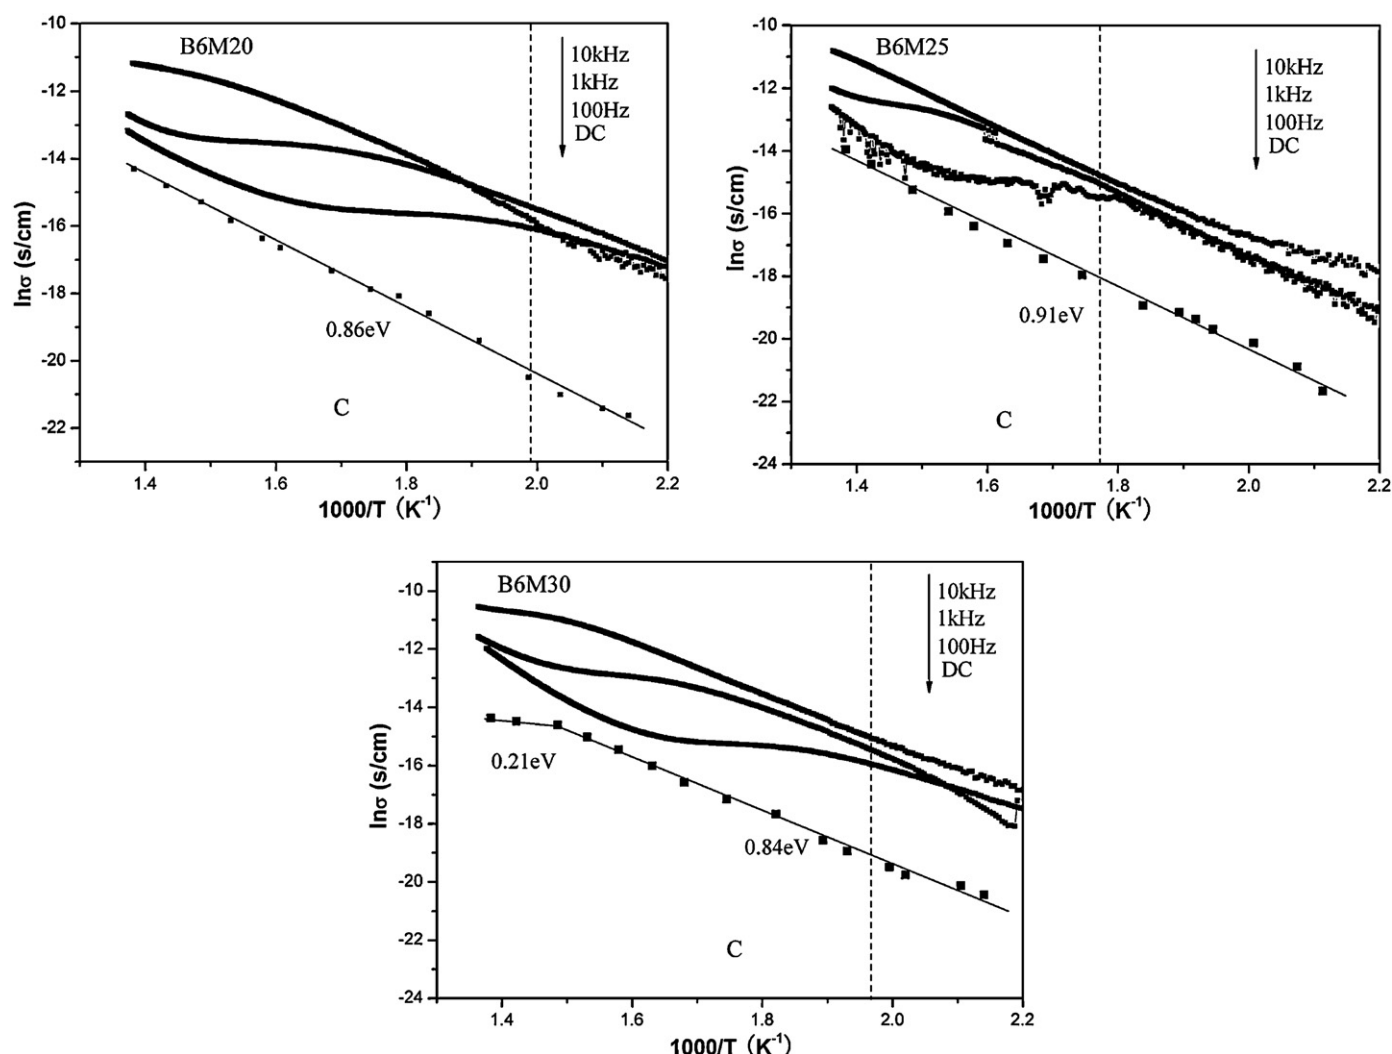 B6M20
10kHz
1kHz
100Hz
DC
-10
-12
-14
-16
-18
-20
-22
lnσ (s/cm)
0.86eV
C
1.4 1.6 1.8 2.0 2.2
1000/T (K⁻¹)
B6M25
10kHz
1kHz
100Hz
DC
-10
-12
-14
-16
-18
-20
-22
-24
lnσ (s/cm)
0.91eV
C
1.4 1.6 1.8 2.0 2.2
1000/T (K⁻¹)
B6M30
10kHz
1kHz
100Hz
DC
-10
-12
-14
-16
-18
-20
-22
-24
lnσ (s/cm)
0.21eV
0.84eV
C
1.4 1.6 1.8 2.0 2.2
1000/T (K⁻¹)